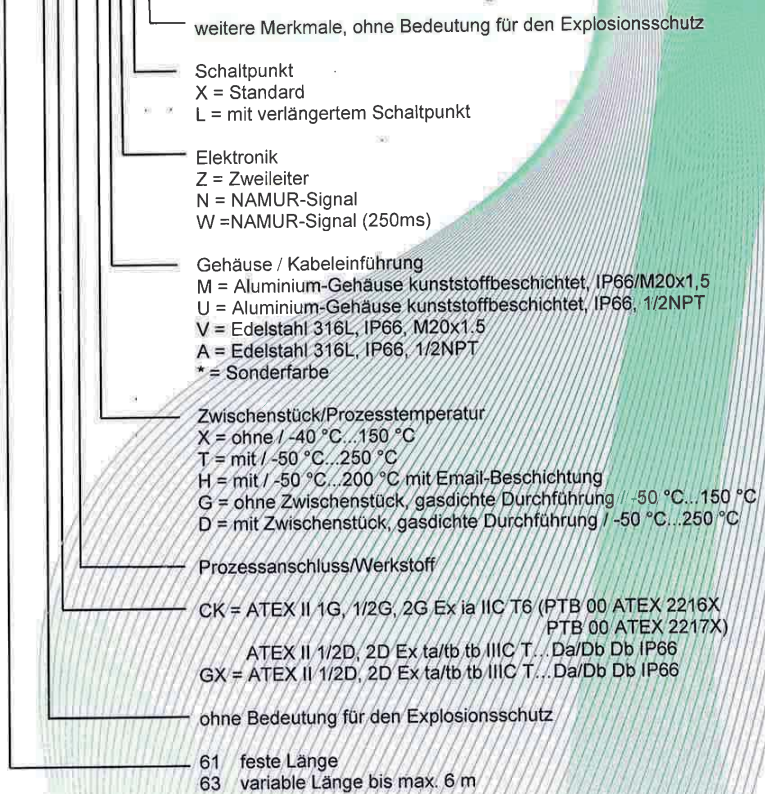 weitere Merkmale, ohne Bedeutung für den Explosionsschutz
Schaltpunkt
X = Standard
L = mit verlängertem Schaltpunkt
Elektronik
Z = Zweileiter
N = NAMUR-Signal
W =NAMUR-Signal (250ms)
Gehäuse / Kabeleinführung
M = Aluminium-Gehäuse kunststoffbeschichtet, IP66/M20x1,5
U = Aluminium-Gehäuse kunststoffbeschichtet, IP66, 1/2NPT
V = Edelstahl 316L, IP66, M20x1.5
A = Edelstahl 316L, IP66, 1/2NPT
* = Sonderfarbe
Zwischenstück/Prozesstemperatur
X = ohne / -40 °C...150 °C
T = mit / -50 °C...250 °C
H = mit / -50 °C...200 °C mit Email-Beschichtung
G = ohne Zwischenstück, gasdichte Durchführung / -50 °C...150 °C
D = mit Zwischenstück, gasdichte Durchführung / -50 °C...250 °C
Prozessanschluss/Werkstoff
CK = ATEX II 1G, 1/2G, 2G Ex ia IIC T6 (PTB 00 ATEX 2216X
PTB 00 ATEX 2217X)
ATEX II 1/2D, 2D Ex ta/tb tb IIIC T...Da/Db Db IP66
GX = ATEX II 1/2D, 2D Ex ta/tb tb IIIC T...Da/Db Db IP66
ohne Bedeutung für den Explosionsschutz
61 feste Länge
63 variable Länge bis max. 6 m